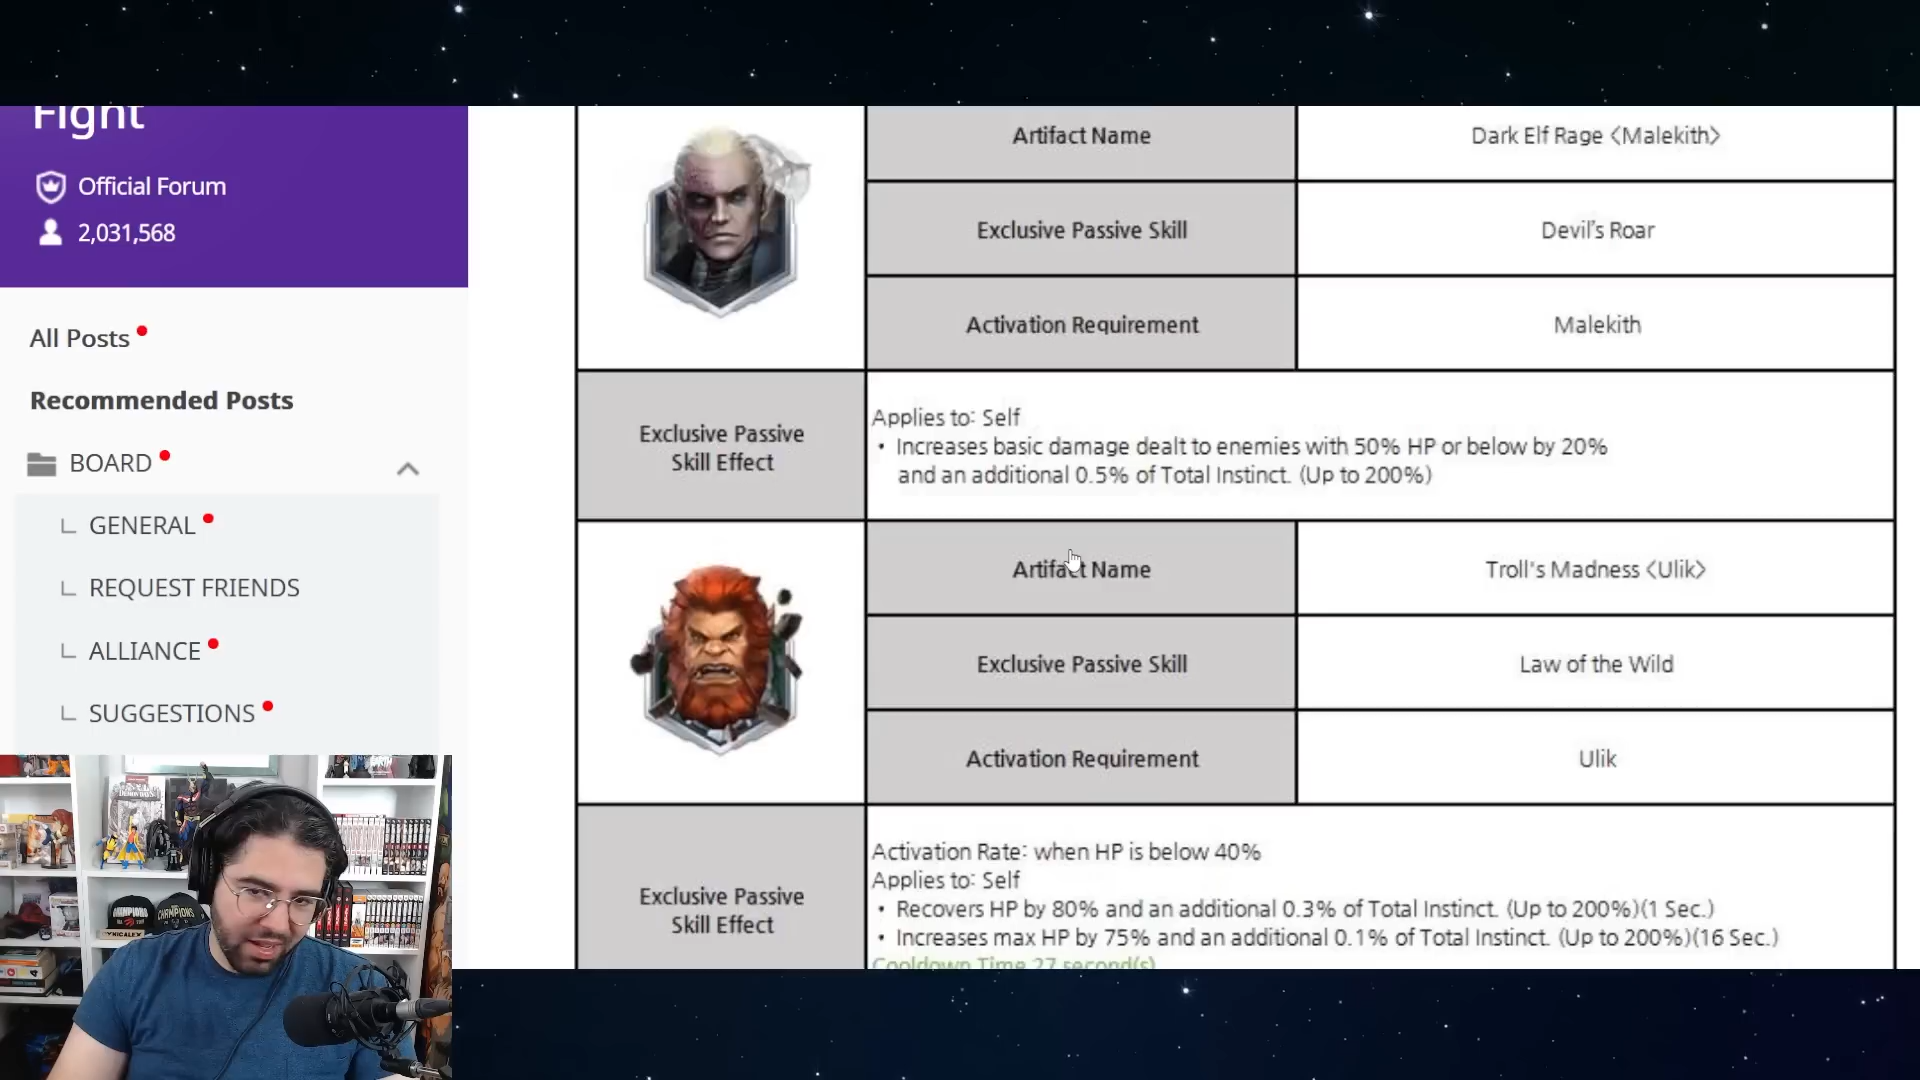 Fight
Official Forum
2,031,568
All Posts
Recommended Posts
BOARD
GENERAL
REQUEST FRIENDS
ALLIANCE
SUGGESTIONS
Artifact Name
Dark Elf Rage <Malekith>
Exclusive Passive Skill
Devil's Roar
Activation Requirement
Malekith
Exclusive Passive
Skill Effect
Applies to: Self
• Increases basic damage dealt to enemies with 50% HP or below by 20%
and an additional 0.5% of Total Instinct. (Up to 200%)
Artifact Name
Troll's Madness <Ulik>
Exclusive Passive Skill
Law of the Wild
Activation Requirement
Ulik
Exclusive Passive
Skill Effect
Activation Rate: when HP is below 40%
Applies to: Self
• Recovers HP by 80% and an additional 0.3% of Total Instinct. (Up to 200%)(1 Sec.)
• Increases max HP by 75% and an additional 0.1% of Total Instinct. (Up to 200%)(16 Sec.)
Cooldown Time 27 second(s)
CHAMPIONS
CHAMPIONS